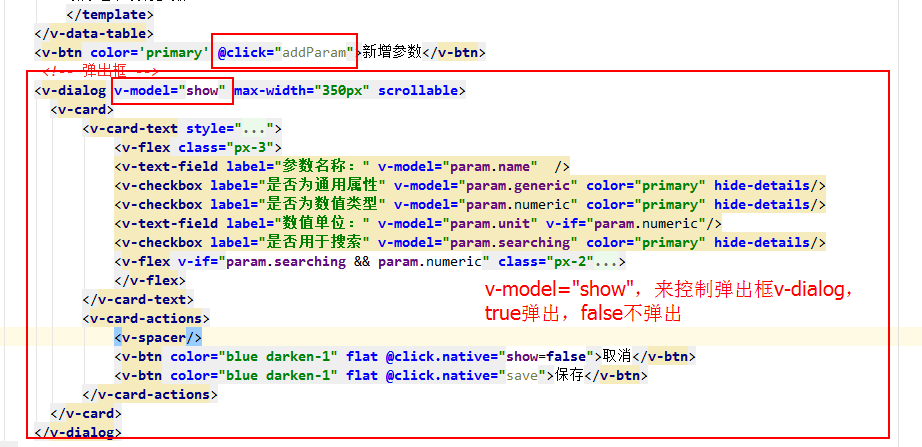 </template>
</v-data-table>
<v-btn color='primary' @click="addParam">新增参数</v-btn>
<!-- 弹出框 -->
<v-dialog v-model="show" max-width="350px" scrollable>
<v-card>
<v-card-text style="...">
<v-flex class="px-3">
<v-text-field label="参数名称：" v-model="param.name" />
<v-checkbox label="是否为通用属性" v-model="param.generic" color="primary" hide-details/>
<v-checkbox label="是否为数值类型" v-model="param.numeric" color="primary" hide-details/>
<v-text-field label="数值单位：" v-model="param.unit" v-if="param.numeric"/>
<v-checkbox label="是否用于搜索" v-model="param.searching" color="primary" hide-details/>
<v-flex v-if="param.searching && param.numeric" class="px-2"...>
</v-flex>
</v-card-text>
<v-card-actions>
<v-spacer/>
<v-btn color="blue darken-1" flat @click.native="show=false">取消</v-btn>
<v-btn color="blue darken-1" flat @click.native="save">保存</v-btn>
</v-card-actions>
</v-card>
</v-dialog>
v-model="show"，来控制弹出框v-dialog，
true弹出，false不弹出